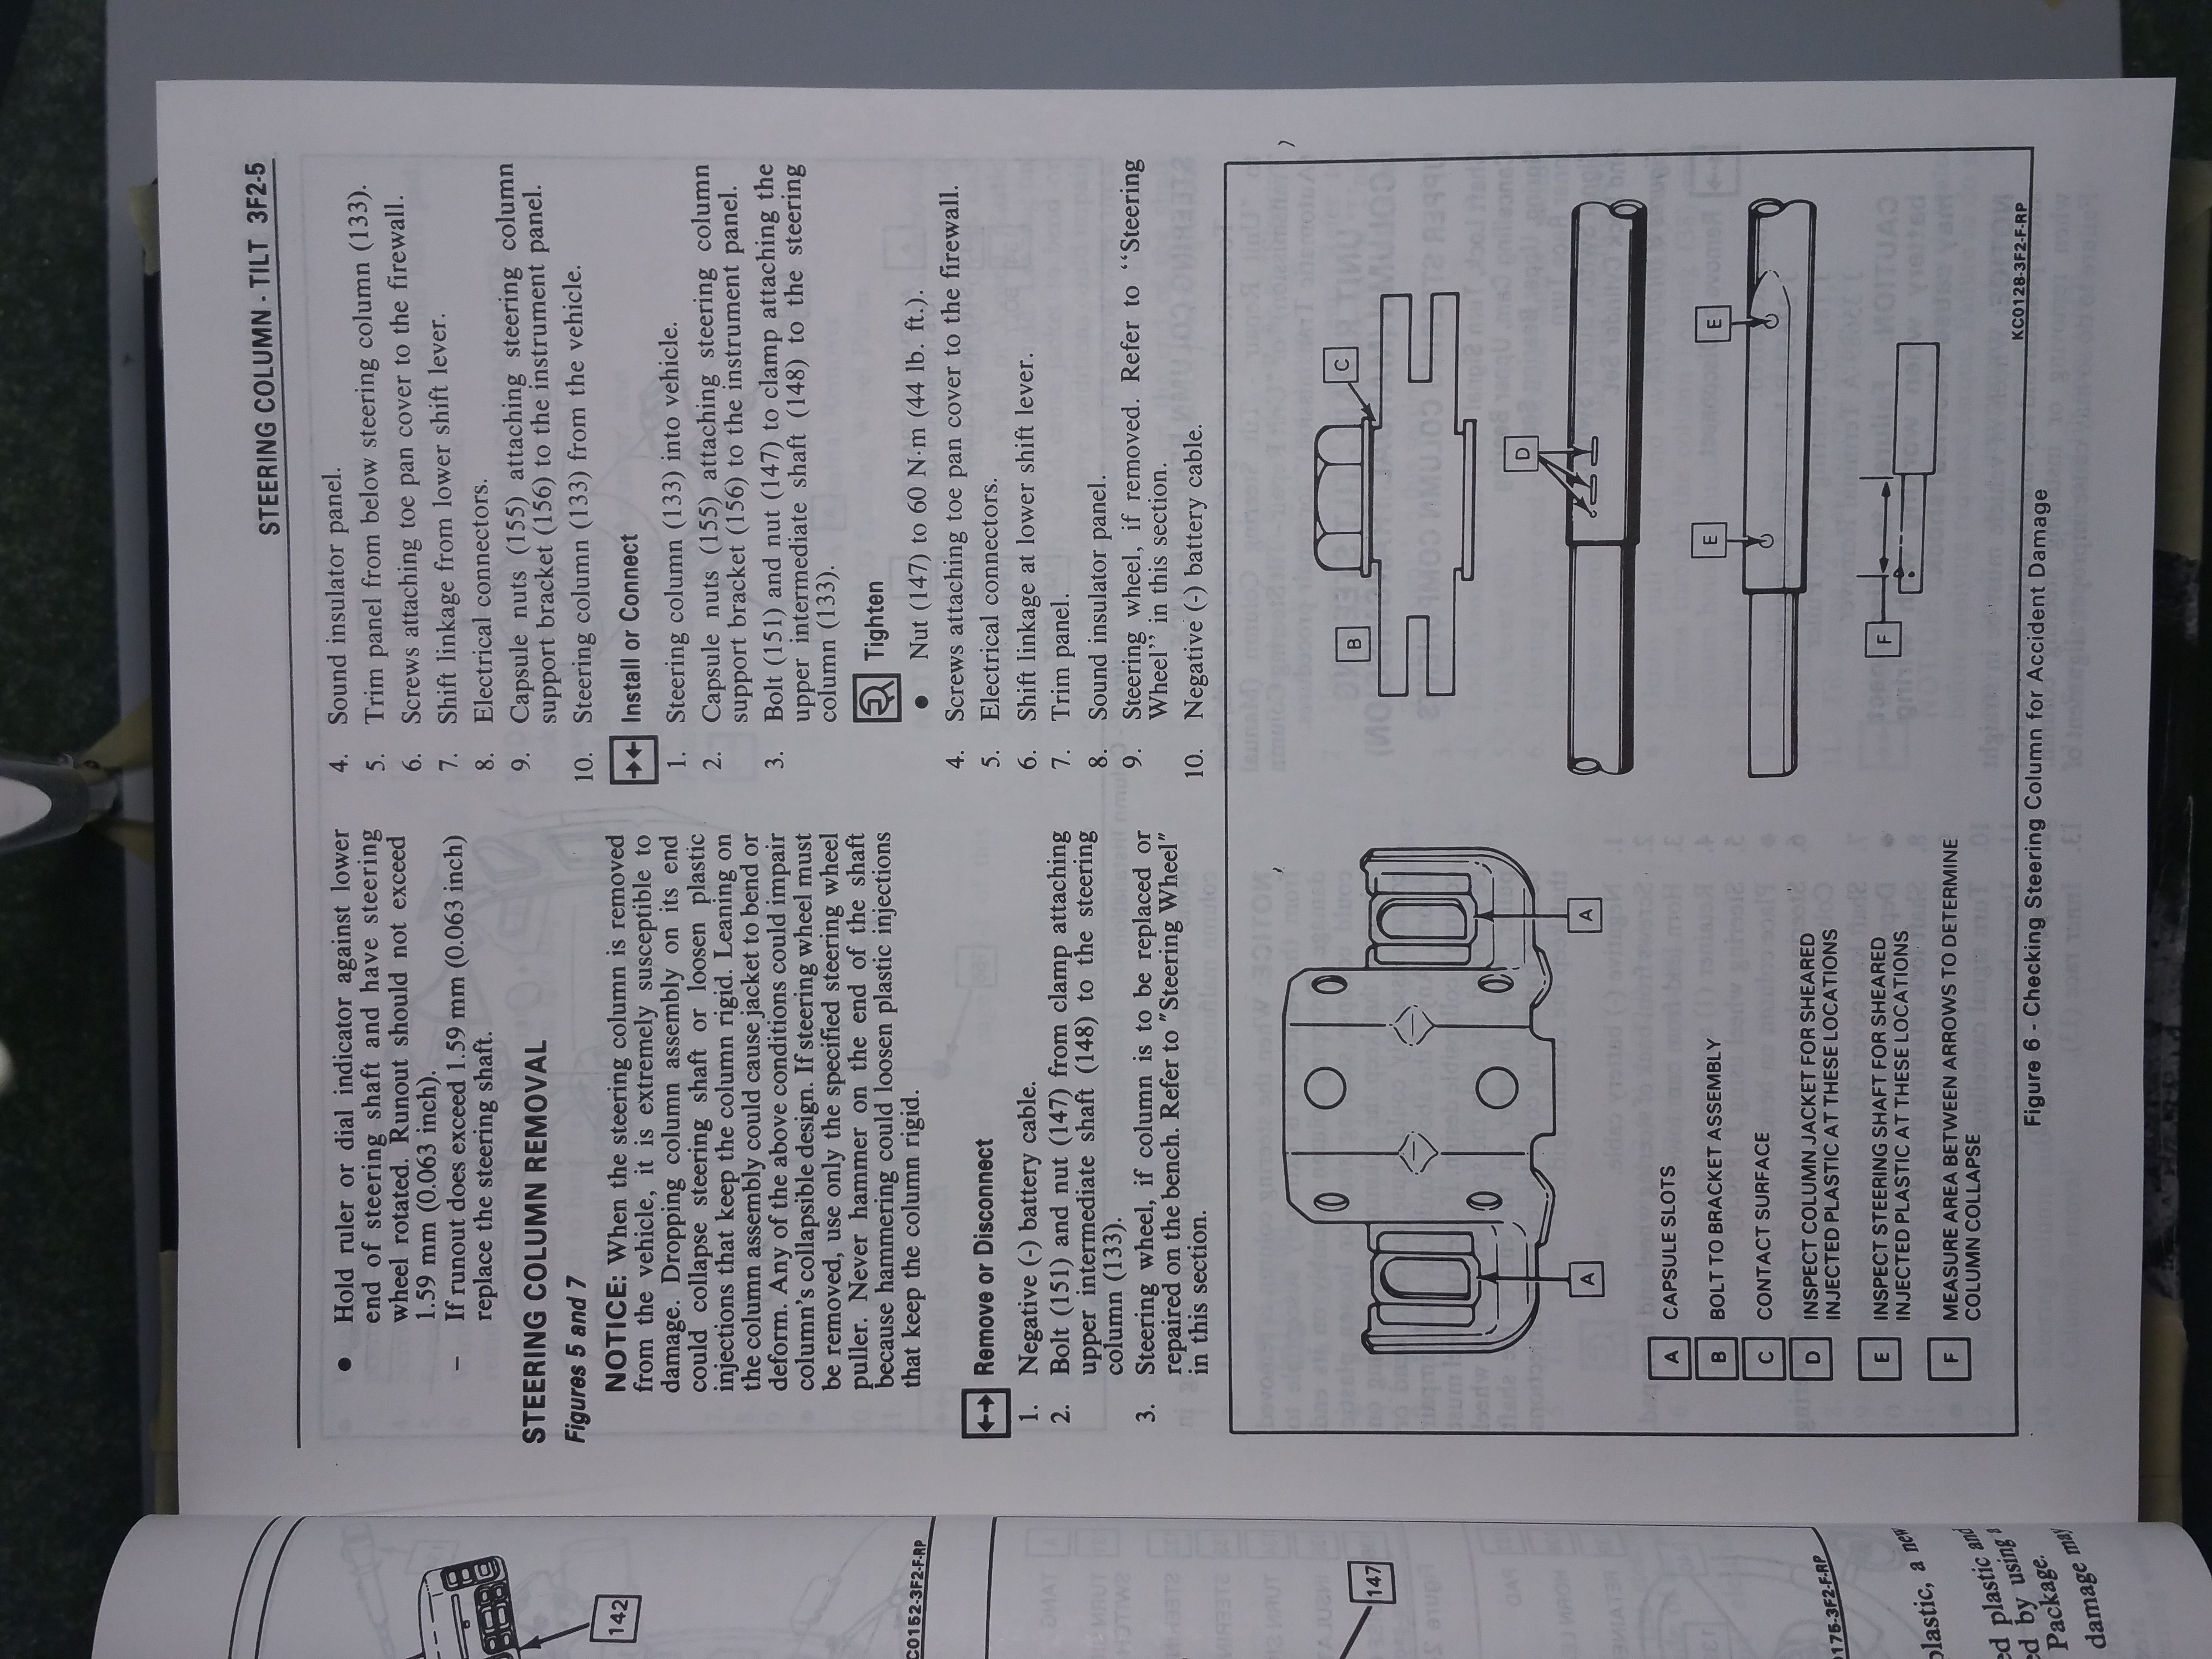 STEERING COLUMN - TILT 3F2-5
● Hold ruler or dial indicator against lower
end of steering shaft and have steering
wheel rotated. Runout should not exceed
1.59 mm (0.063 inch).
– If runout does exceed 1.59 mm (0.063 inch)
replace the steering shaft.
STEERING COLUMN REMOVAL
Figures 5 and 7
NOTICE: When the steering column is removed
from the vehicle, it is extremely susceptible to
damage. Dropping column assembly on its end
could collapse steering shaft or loosen plastic
injections that keep the column rigid. Leaning on
the column assembly could cause jacket to bend or
deform. Any of the above conditions could impair
column's collapsible design. If steering wheel must
be removed, use only the specified steering wheel
puller. Never hammer on the end of the shaft
because hammering could loosen plastic injections
that keep the column rigid.
Remove or Disconnect
1. Negative (-) battery cable.
2. Bolt (151) and nut (147) from clamp attaching
upper intermediate shaft (148) to the steering
column (133).
3. Steering wheel, if column is to be replaced or
repaired on the bench. Refer to "Steering Wheel"
in this section.
4. Sound insulator panel.
5. Trim panel from below steering column (133).
6. Screws attaching toe pan cover to the firewall.
7. Shift linkage from lower shift lever.
8. Electrical connectors.
9. Capsule nuts (155) attaching steering column
support bracket (156) to the instrument panel.
10. Steering column (133) from the vehicle.
Install or Connect
1. Steering column (133) into vehicle.
2. Capsule nuts (155) attaching steering column
support bracket (156) to the instrument panel.
3. Bolt (151) and nut (147) to clamp attaching the
upper intermediate shaft (148) to the steering
column (133).
Tighten
● Nut (147) to 60 N·m (44 lb. ft.).
4. Screws attaching toe pan cover to the firewall.
5. Electrical connectors.
6. Shift linkage at lower shift lever.
7. Trim panel.
8. Sound insulator panel.
9. Steering wheel, if removed. Refer to ''Steering
Wheel'' in this section.
10. Negative (-) battery cable.
A
A
B
C
D
E
E
F
A CAPSULE SLOTS
B BOLT TO BRACKET ASSEMBLY
C CONTACT SURFACE
D INSPECT COLUMN JACKET FOR SHEARED
INJECTED PLASTIC AT THESE LOCATIONS
E INSPECT STEERING SHAFT FOR SHEARED
INJECTED PLASTIC AT THESE LOCATIONS
F MEASURE AREA BETWEEN ARROWS TO DETERMINE
COLUMN COLLAPSE
KC0128-3F2-F-RP
Figure 6 - Checking Steering Column for Accident Damage
142
C0152-3F2-F-RP
147
175-3F2-F-RP
plastic, a new
ed plastic and
ed by using a
Package.
damage may